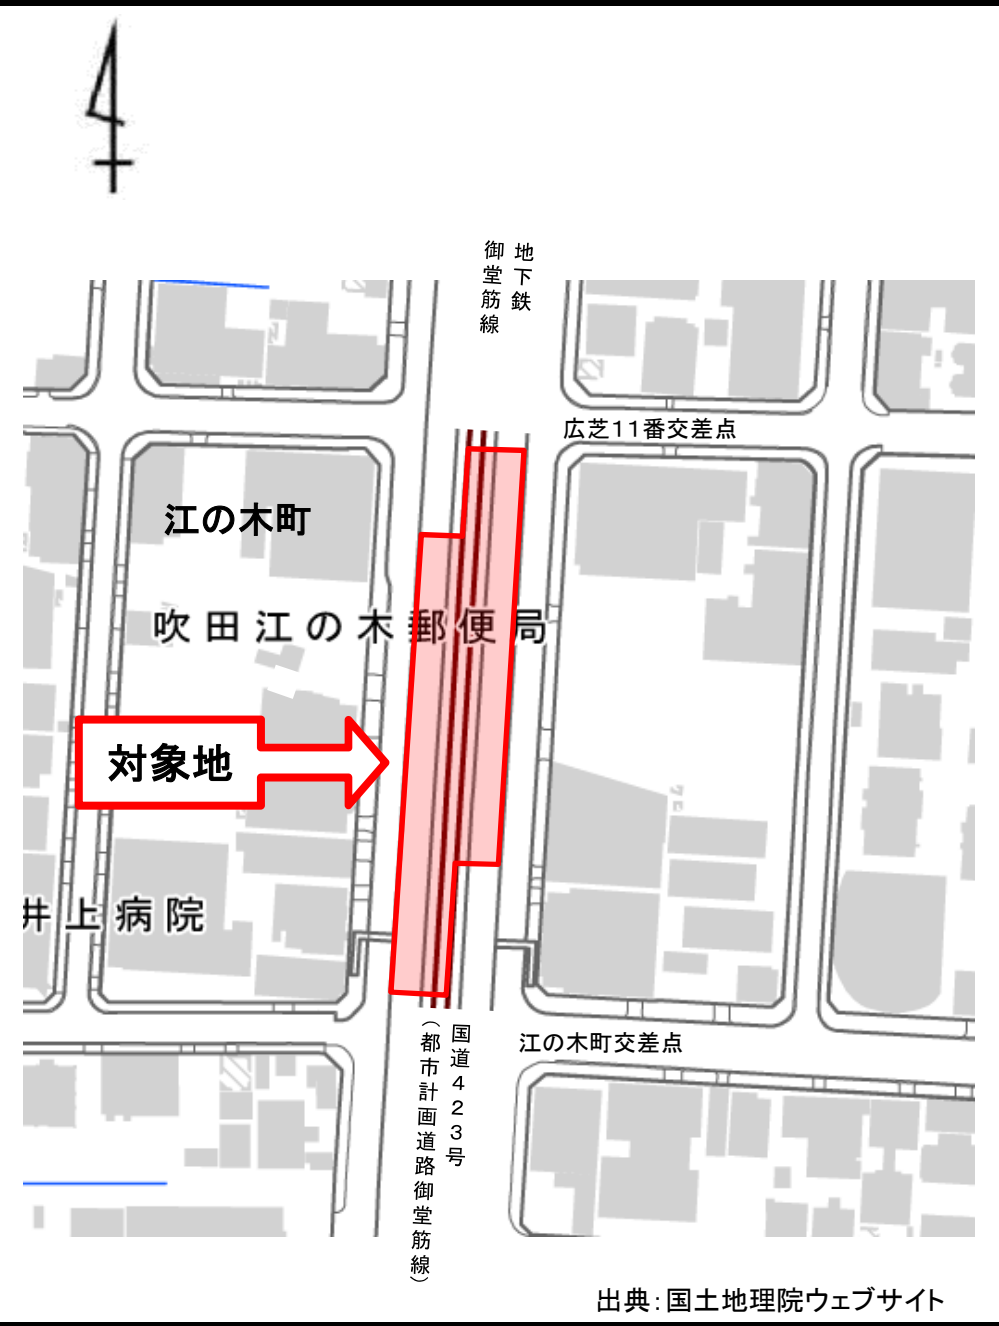 地下鉄
御堂筋線
広芝11番交差点
江の木町
吹田江の木郵便局
対象地
井上病院
国道423号
(都市計画道路御堂筋線)
江の木町交差点
出典:国土地理院ウェブサイト